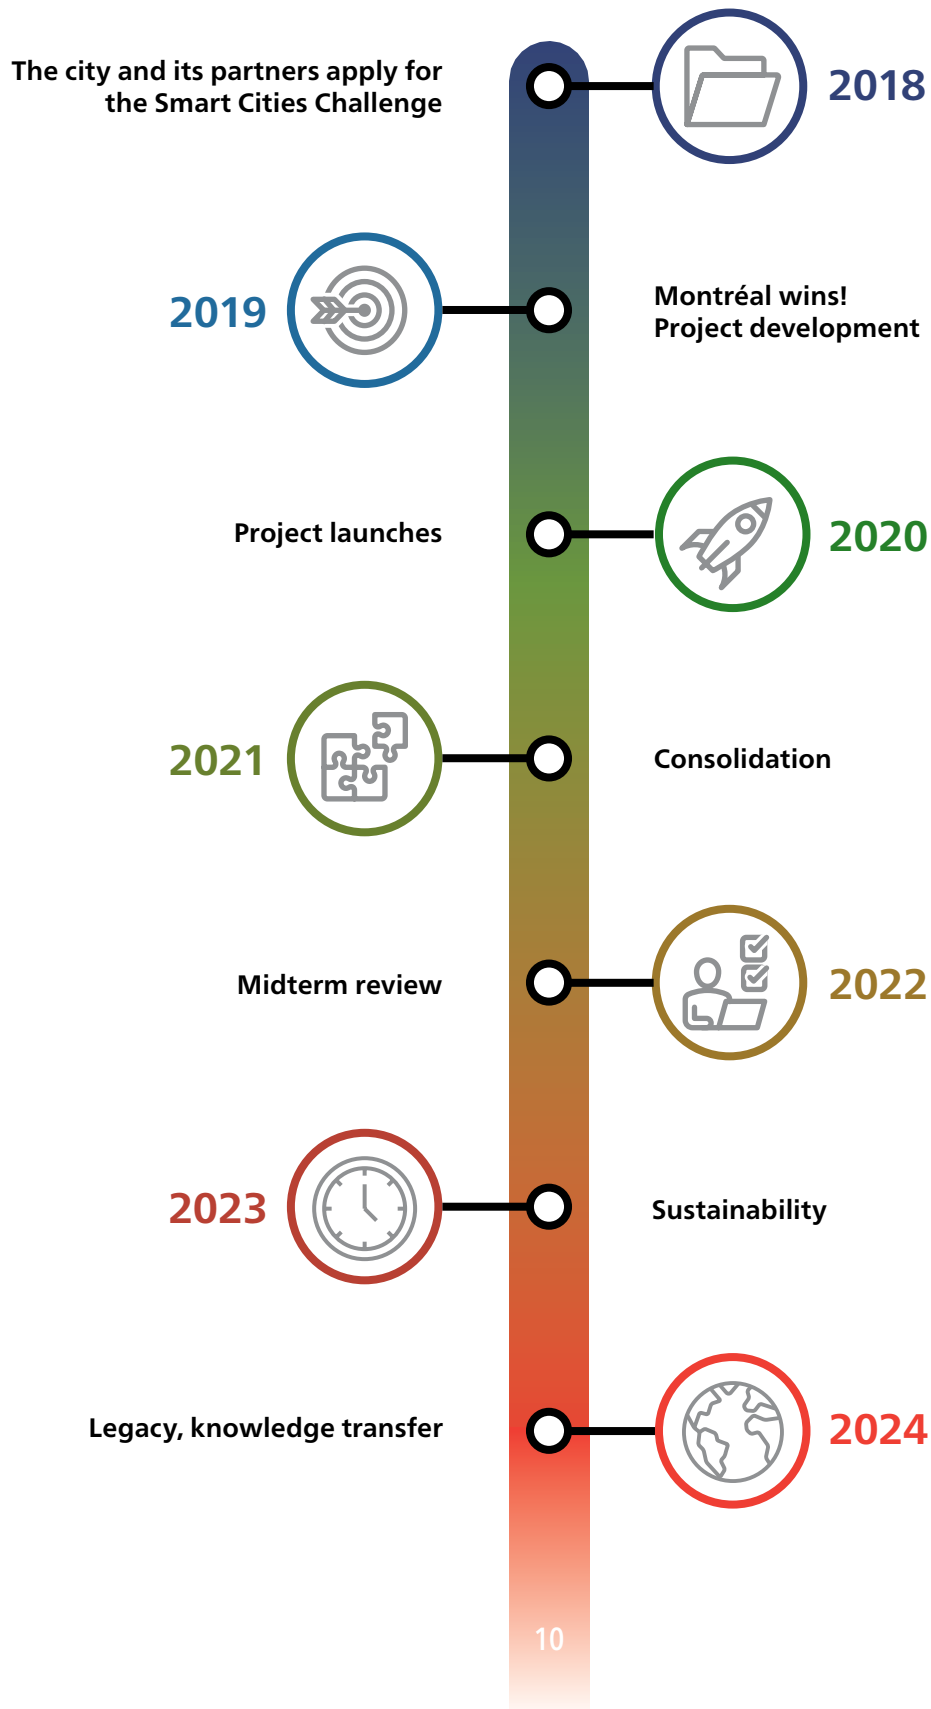 The city and its partners apply for
the Smart Cities Challenge
2018
2019
Montréal wins!
Project development
Project launches
2020
2021
Consolidation
Midterm review
2022
2023
Sustainability
Legacy, knowledge transfer
2024
10